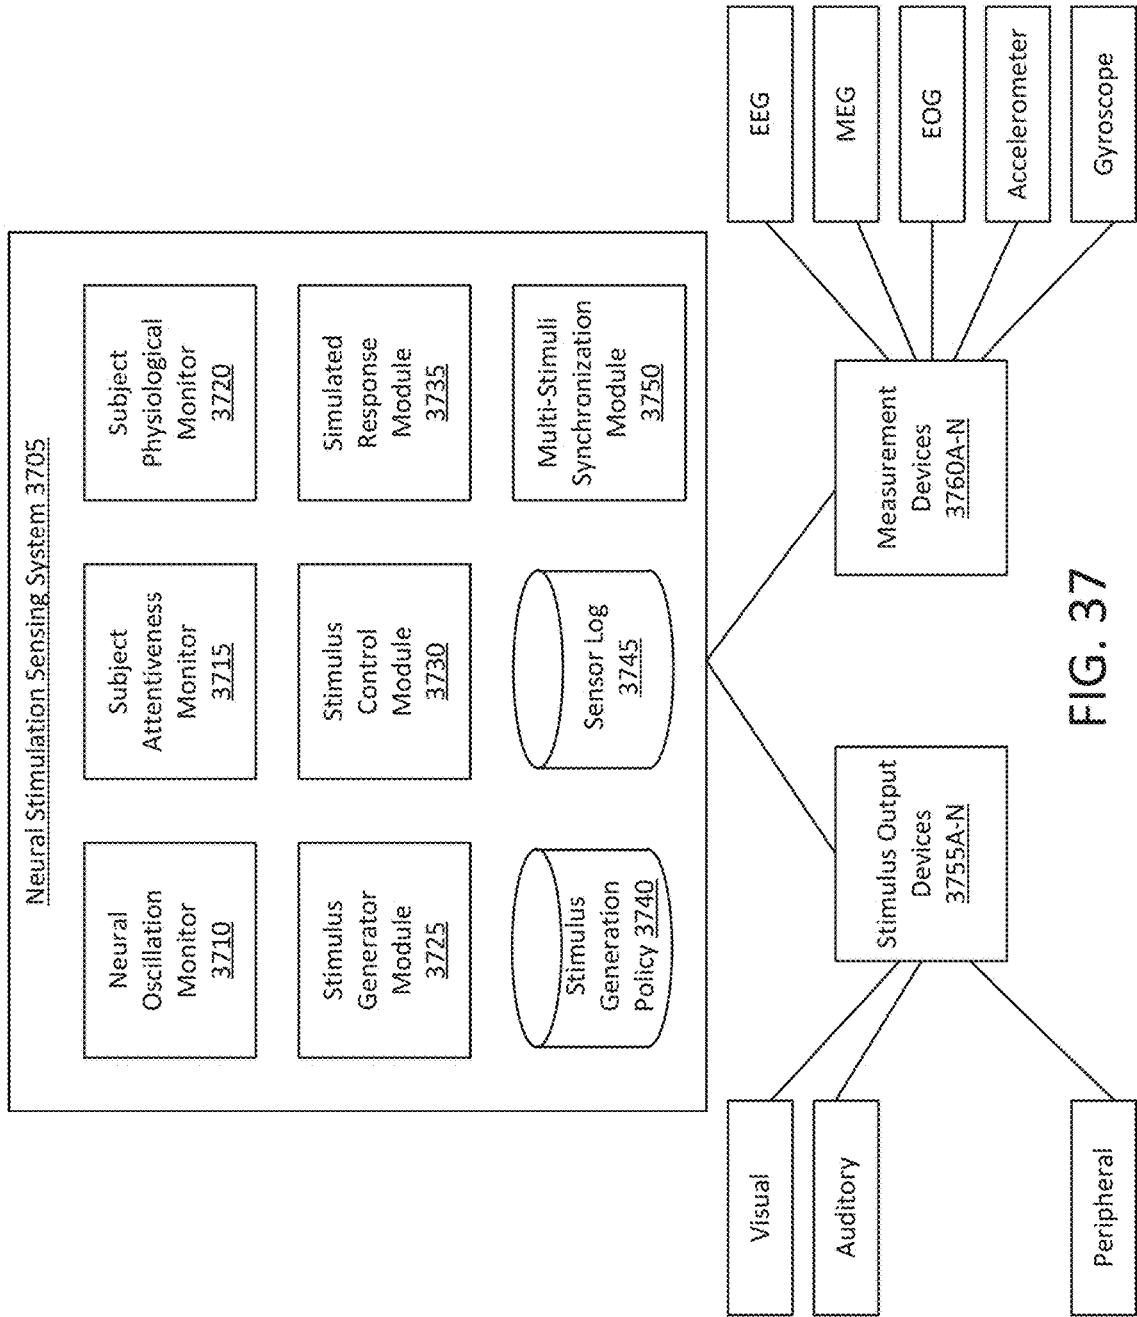 Neural Stimulation Sensing System 3705
Neural
Oscillation
Monitor
3710
Subject
Attentiveness
Monitor
3715
Subject
Physiological
Monitor
3720
Stimulus
Generator
Module
3725
Stimulus
Control
Module
3730
Simulated
Response
Module
3735
Stimulus
Generation
Policy 3740
Sensor Log
3745
Multi-Stimuli
Synchronization
Module
3750
Visual
Auditory
Peripheral
Stimulus Output
Devices
3755A-N
Measurement
Devices
3760A-N
EEG
MEG
EOG
Accelerometer
Gyroscope
FIG. 37